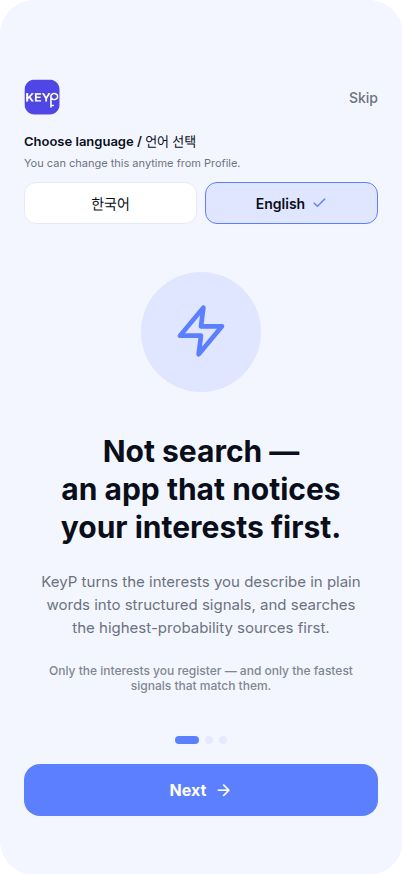 KEYp
Skip
Choose language / 언어 선택
You can change this anytime from Profile.
한국어
English
Not search —
an app that notices
your interests first.
KeyP turns the interests you describe in plain
words into structured signals, and searches
the highest-probability sources first.
Only the interests you register — and only the fastest
signals that match them.
Next